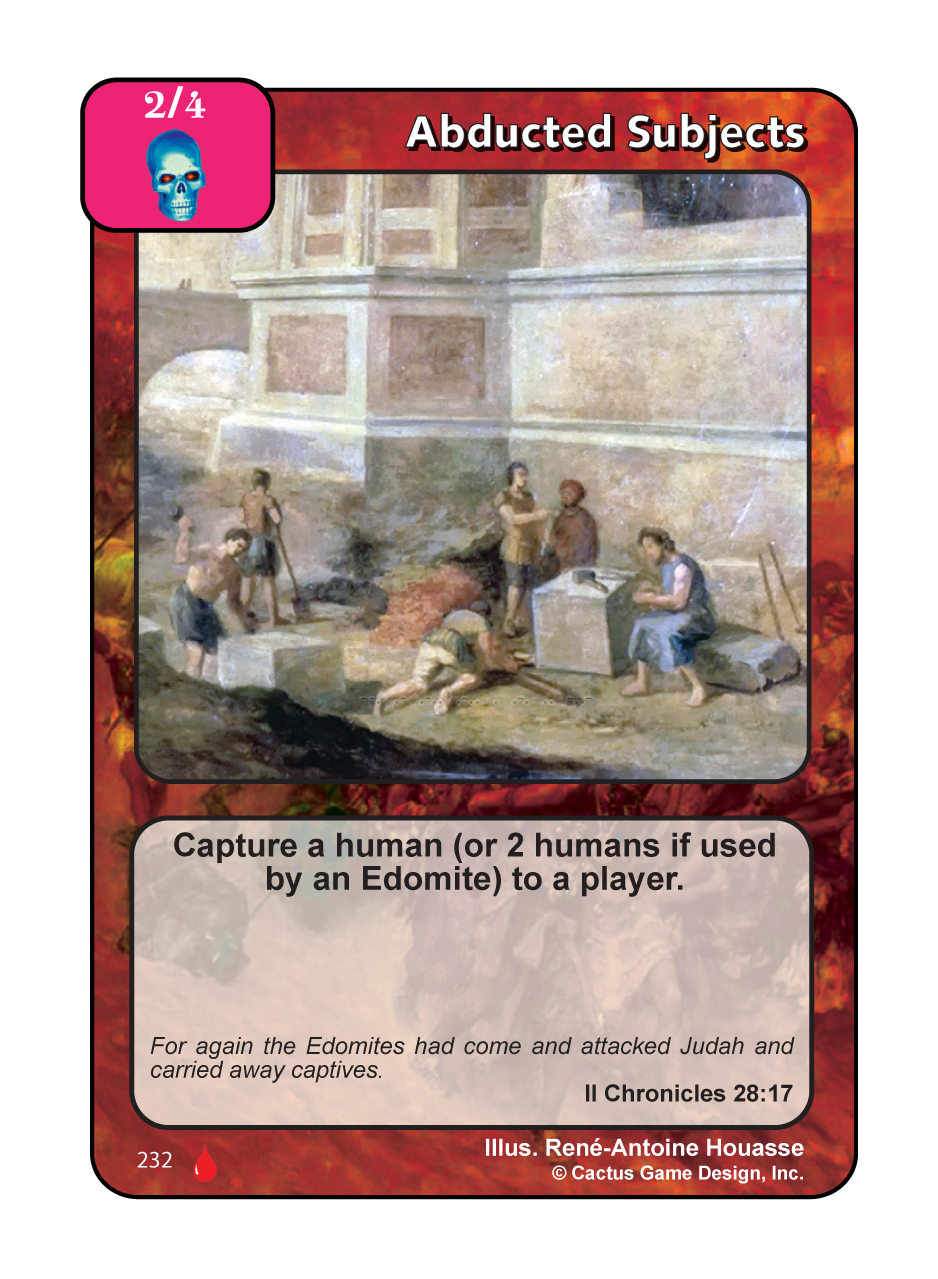 2/4
Abducted Subjects
Capture a human (or 2 humans if used
by an Edomite) to a player.
For again the Edomites had come and attacked Judah and
carried away captives.
II Chronicles 28:17
232
Illus. René-Antoine Houasse
© Cactus Game Design, Inc.